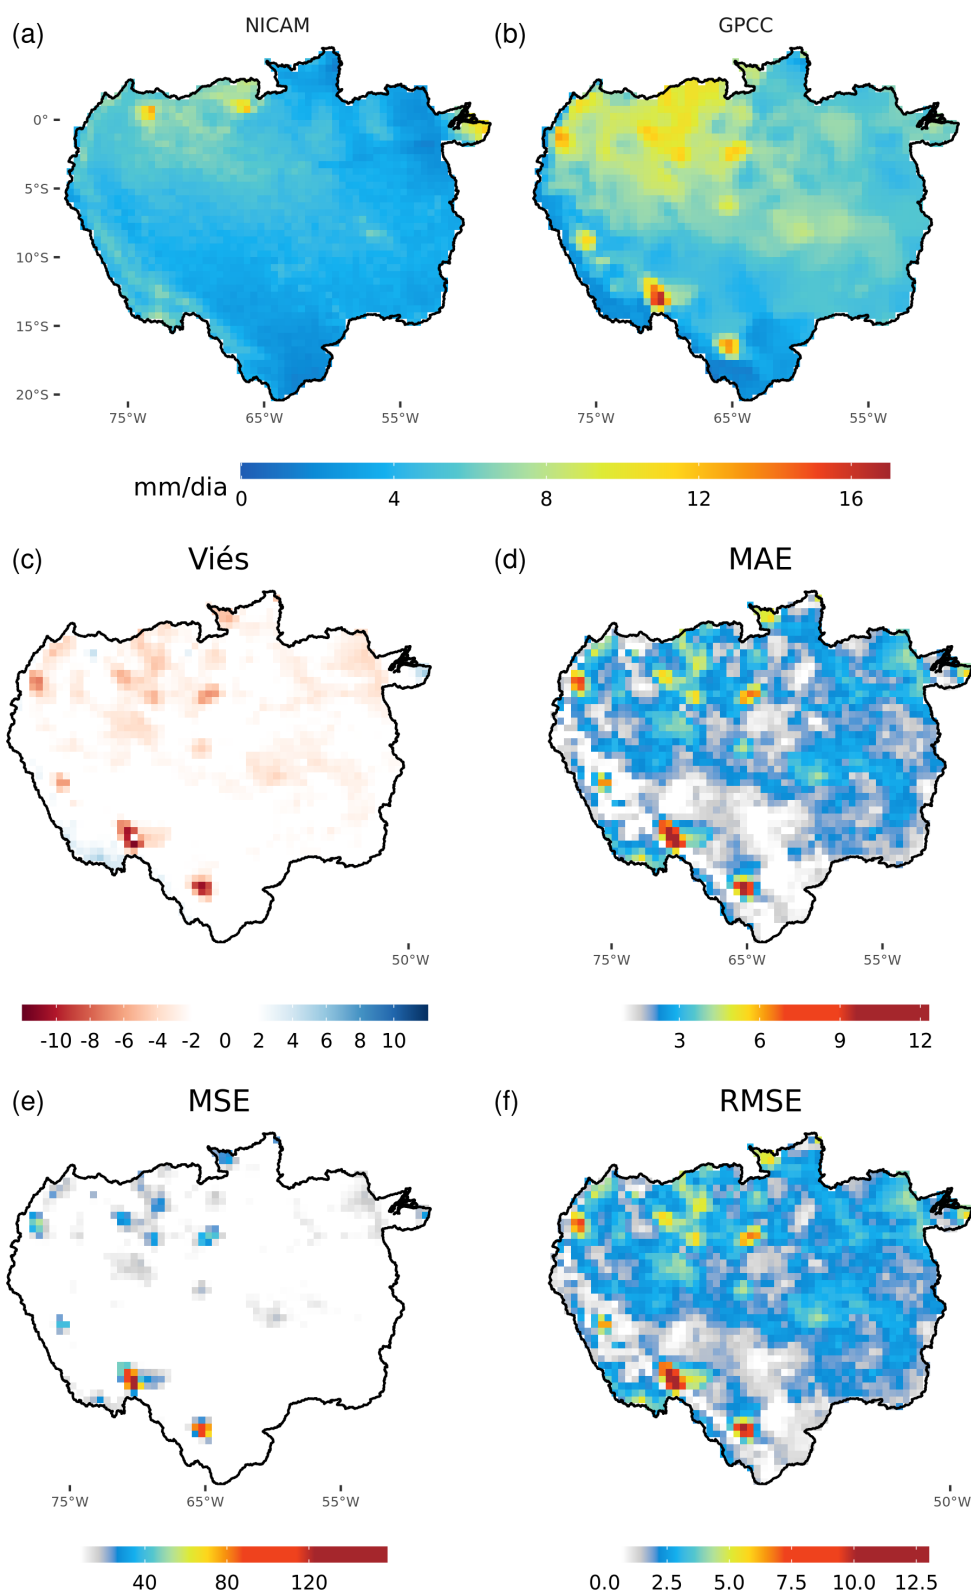 (a) NICAM (b) GPCC
0°
5°S
10°S
15°S
20°S
75°W 65°W 55°W 75°W 65°W 55°W
mm/dia 0 4 8 12 16
(c) Viés (d) MAE
50°W 75°W 65°W 55°W
-10 -8 -6 -4 -2 0 2 4 6 8 10 3 6 9 12
(e) MSE (f) RMSE
75°W 65°W 55°W 50°W
40 80 120 0.0 2.5 5.0 7.5 10.0 12.5